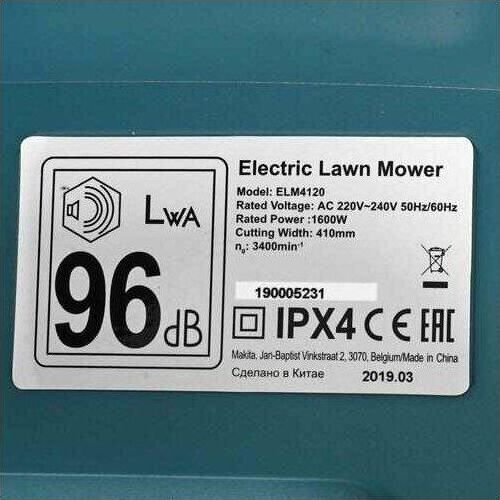 Electric Lawn Mower
Model: ELM4120
Rated Voltage: AC 220V~240V 50Hz/60Hz
Rated Power :1600W
Cutting Width: 410mm
n₀: 3400min⁻¹
LWA
96 dB
190005231
IPX4 CE EAC
Makita, Jan-Baptist Vinkstraat 2, 3070, Belgium/Made in China
Сделано в Китае 2019.03